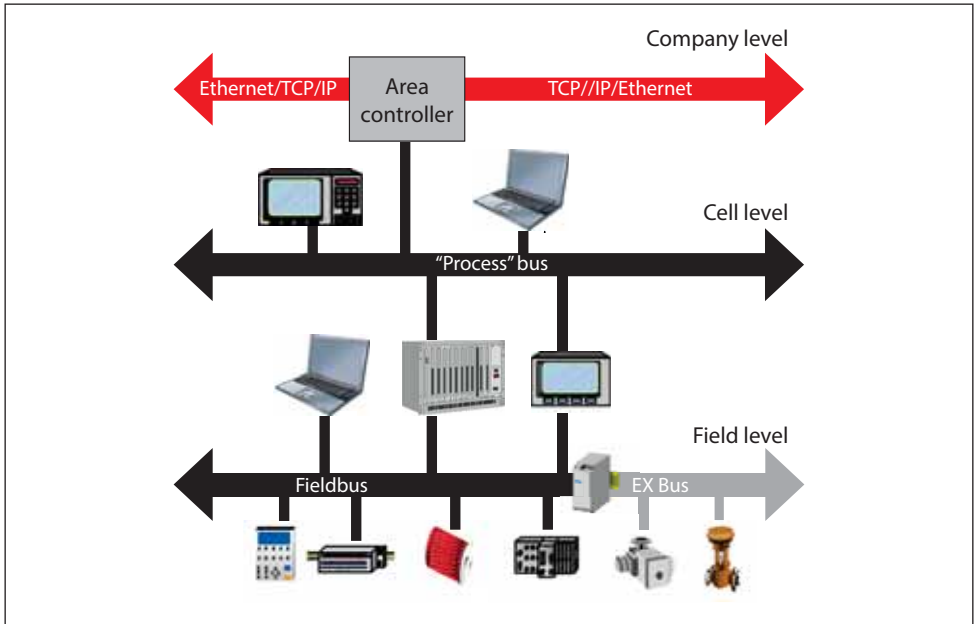 Company level
Ethernet/TCP/IP
Area
controller
TCP//IP/Ethernet
Cell level
“Process” bus
Field level
Fieldbus
EX Bus